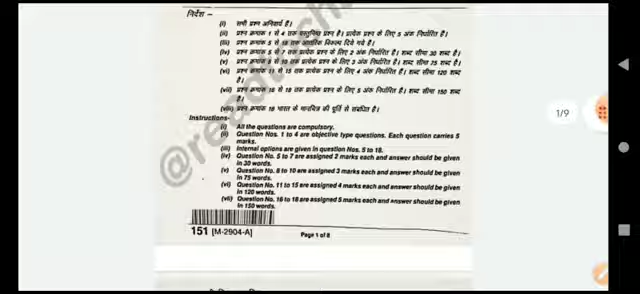 निर्देश –
(i) सभी प्रश्न अनिवार्य हैं।
(ii) प्रश्न क्रमांक 1 से 4 तक वस्तुनिष्ठ प्रश्न हैं। प्रत्येक प्रश्न के लिए 5 अंक निर्धारित हैं।
(iii) प्रश्न क्रमांक 5 से 18 तक आंतरिक विकल्प दिये गये हैं।
(iv) प्रश्न क्रमांक 5 से 7 तक प्रत्येक प्रश्न के लिए 2 अंक निर्धारित हैं। शब्द सीमा 30 शब्द है।
(v) प्रश्न क्रमांक 8 से 10 तक प्रत्येक प्रश्न के लिए 3 अंक निर्धारित हैं। शब्द सीमा 75 शब्द है।
(vi) प्रश्न क्रमांक 11 से 15 तक प्रत्येक प्रश्न के लिए 4 अंक निर्धारित हैं। शब्द सीमा 120 शब्द
है।
(vii) प्रश्न क्रमांक 16 से 18 तक प्रत्येक प्रश्न के लिए 5 अंक निर्धारित हैं। शब्द सीमा 150 शब्द
है।
(viii) प्रश्न क्रमांक 18 भारत के मानचित्र की पूर्ति से संबंधित है।
Instructions-
(i) All the questions are compulsory.
(ii) Question Nos. 1 to 4 are objective type questions. Each question carries 5
marks.
(iii) Internal options are given in question Nos. 5 to 18.
(iv) Question No. 5 to 7 are assigned 2 marks each and answer should be given
in 30 words.
(v) Question No. 8 to 10 are assigned 3 marks each and answer should be given
in 75 words.
(vi) Question No. 11 to 15 are assigned 4 marks each and answer should be given
in 120 words.
(vii) Question No. 16 to 18 are assigned 5 marks each and answer should be given
in 150 words.
151 [M-2904-A]
Page 1 of 8
1/9